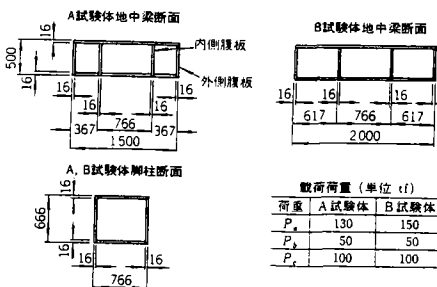 A試験体地中梁断面
16
500
16
内側腹板
外側腹板
16
16
16
16
766
367
367
1500
B試験体地中梁断面
16
16
16
16
617
766
617
2000
A, B試験体脚柱断面
16
666
16
16
16
766
載荷荷重（単位 tf）
荷重 A試験体 B試験体
Pa 130 150
Pb 50 50
Pc 100 100